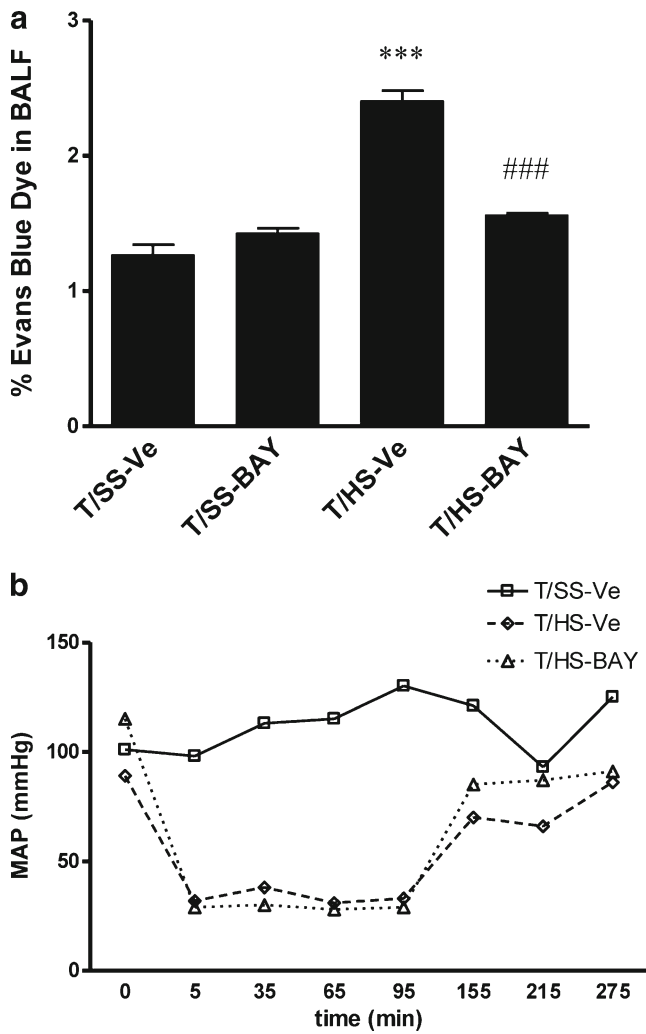 a
% Evans Blue Dye in BALF
3
2
1
0
***
###
T/SS-Ve
T/SS-BAY
T/HS-Ve
T/HS-BAY
b
T/SS-Ve
T/HS-Ve
T/HS-BAY
MAP (mmHg)
150
100
50
0
0 5 35 65 95 155 215 275
time (min)